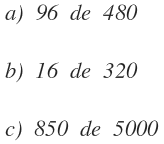 a) 96 de 480
b) 16 de 320
c) 850 de 5000